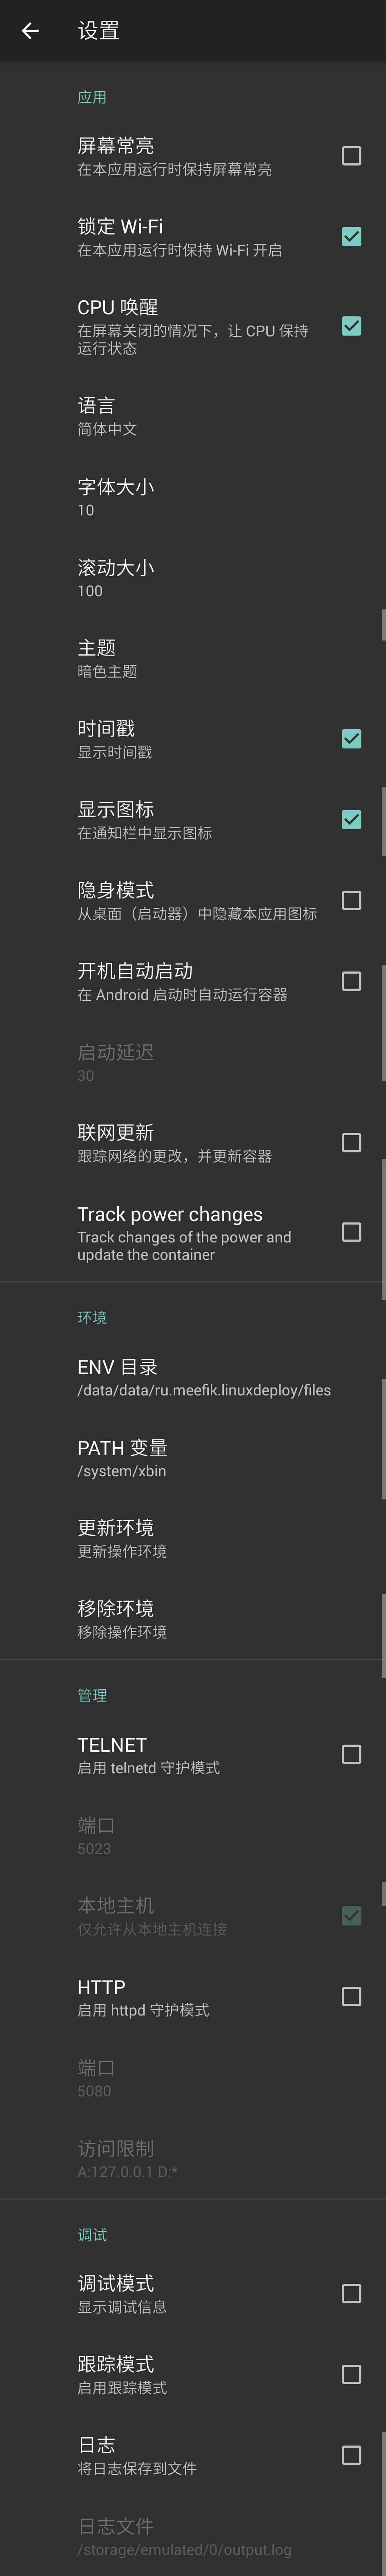 设置
应用
屏幕常亮
在本应用运行时保持屏幕常亮
锁定 Wi-Fi
在本应用运行时保持 Wi-Fi 开启
CPU 唤醒
在屏幕关闭的情况下，让 CPU 保持
运行状态
语言
简体中文
字体大小
10
滚动大小
100
主题
暗色主题
时间戳
显示时间戳
显示图标
在通知栏中显示图标
隐身模式
从桌面（启动器）中隐藏本应用图标
开机自动启动
在 Android 启动时自动运行容器
启动延迟
30
联网更新
跟踪网络的更改，并更新容器
Track power changes
Track changes of the power and
update the container
环境
ENV 目录
/data/data/ru.meefik.linuxdeploy/files
PATH 变量
/system/xbin
更新环境
更新操作环境
移除环境
移除操作环境
管理
TELNET
启用 telnetd 守护模式
端口
5023
本地主机
仅允许从本地主机连接
HTTP
启用 httpd 守护模式
端口
5080
访问限制
A:127.0.0.1 D:*
调试
调试模式
显示调试信息
跟踪模式
启用跟踪模式
日志
将日志保存到文件
日志文件
/storage/emulated/0/output.log